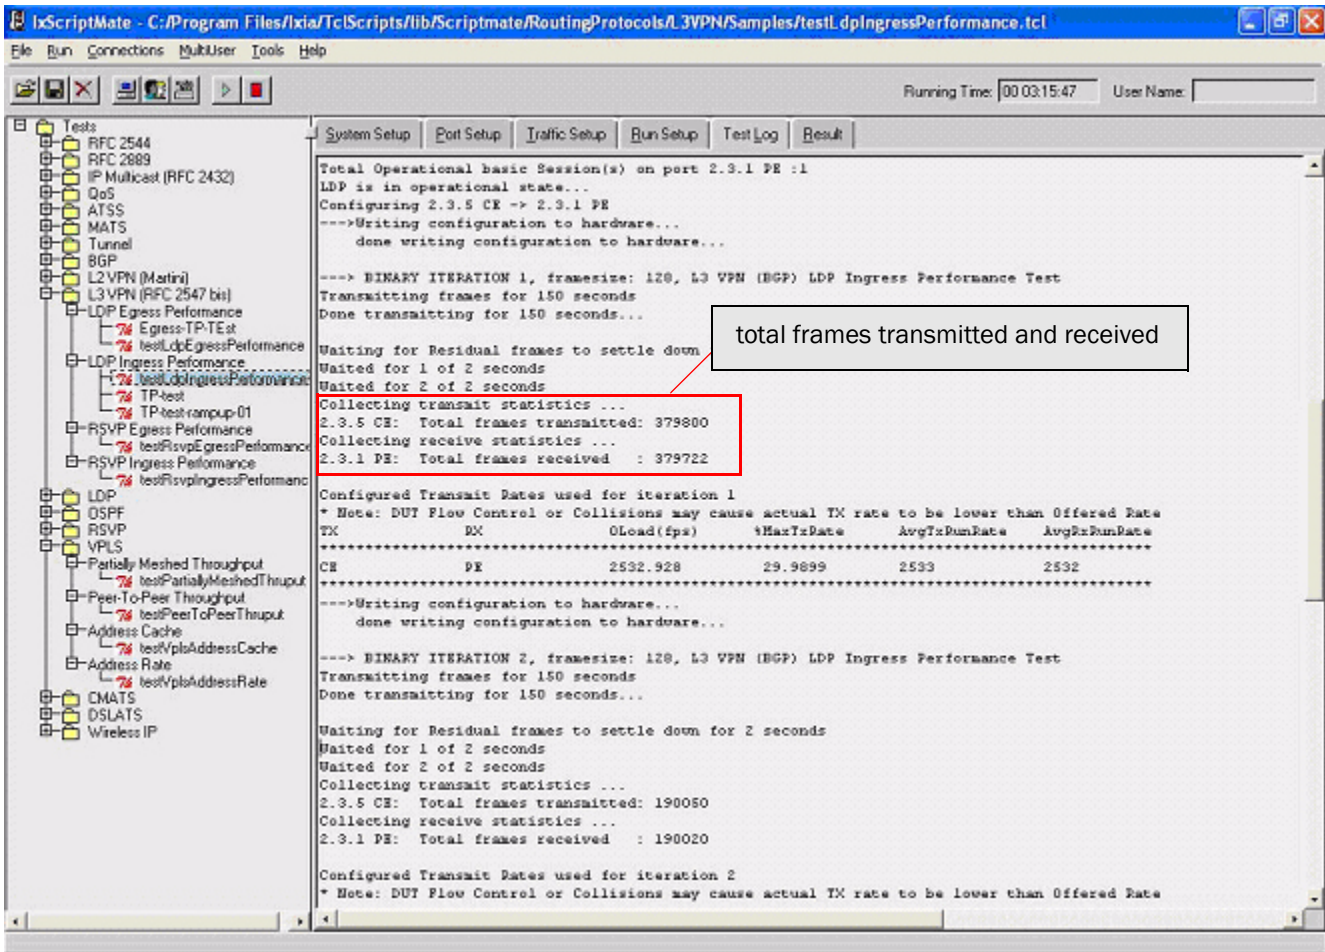 IxScriptMate - C:/Program Files/Ixia/TclScripts/lib/Scriptmate/RoutingProtocols/L3VPN/Samples/testLdpIngressPerformance.tcl
File Run Connections MultiUser Tools Help
Running Time: 00 03:15:47 User Name:
Tests
RFC 2544
RFC 2889
IP Multicast (RFC 2432)
QoS
ATSS
MATS
Tunnel
BGP
L2 VPN (Martini)
L3 VPN (RFC 2547 bis)
LDP Egress Performance
Egress-TP-TEst
testLdpEgressPerformance
LDP Ingress Performance
testLdpIngressPerformance
TP-test
TP-test-rampup-01
RSVP Egress Performance
testRsvpEgressPerformance
RSVP Ingress Performance
testRsvpIngressPerformanc
LDP
OSPF
RSVP
VPLS
Partially Meshed Throughput
testPartiallyMeshedThruput
Peer-To-Peer Throughput
testPeerToPeerThruput
Address Cache
testVplsAddressCache
Address Rate
testVplsAddressRate
CMATS
DSLATS
Wireless IP
System Setup Port Setup Traffic Setup Run Setup Test Log Result
Total Operational basic Session(s) on port 2.3.1 PE :1
LDP is in operational state...
Configuring 2.3.5 CE -> 2.3.1 PE
--->Writing configuration to hardware...
done writing configuration to hardware...
---> BINARY ITERATION 1, framesize: 128, L3 VPN (BGP) LDP Ingress Performance Test
Transmitting frames for 150 seconds
Done transmitting for 150 seconds...
total frames transmitted and received
Waiting for Residual frames to settle down
Waited for 1 of 2 seconds
Waited for 2 of 2 seconds
Collecting transmit statistics ...
2.3.5 CE: Total frames transmitted: 379800
Collecting receive statistics ...
2.3.1 PE: Total frames received : 379722
Configured Transmit Rates used for iteration 1
* Note: DUT Flow Control or Collisions may cause actual TX rate to be lower than Offered Rate
TX RX OLoad(fps) %MaxTxRate AvgTxRunRate AvgRxRunRate
******************************************************************************************
CE PE 2532.928 29.9899 2533 2532
******************************************************************************************
--->Writing configuration to hardware...
done writing configuration to hardware...
---> BINARY ITERATION 2, framesize: 128, L3 VPN (BGP) LDP Ingress Performance Test
Transmitting frames for 150 seconds
Done transmitting for 150 seconds...
Waiting for Residual frames to settle down for 2 seconds
Waited for 1 of 2 seconds
Waited for 2 of 2 seconds
Collecting transmit statistics ...
2.3.5 CE: Total frames transmitted: 190050
Collecting receive statistics ...
2.3.1 PE: Total frames received : 190020
Configured Transmit Rates used for iteration 2
* Note: DUT Flow Control or Collisions may cause actual TX rate to be lower than Offered Rate